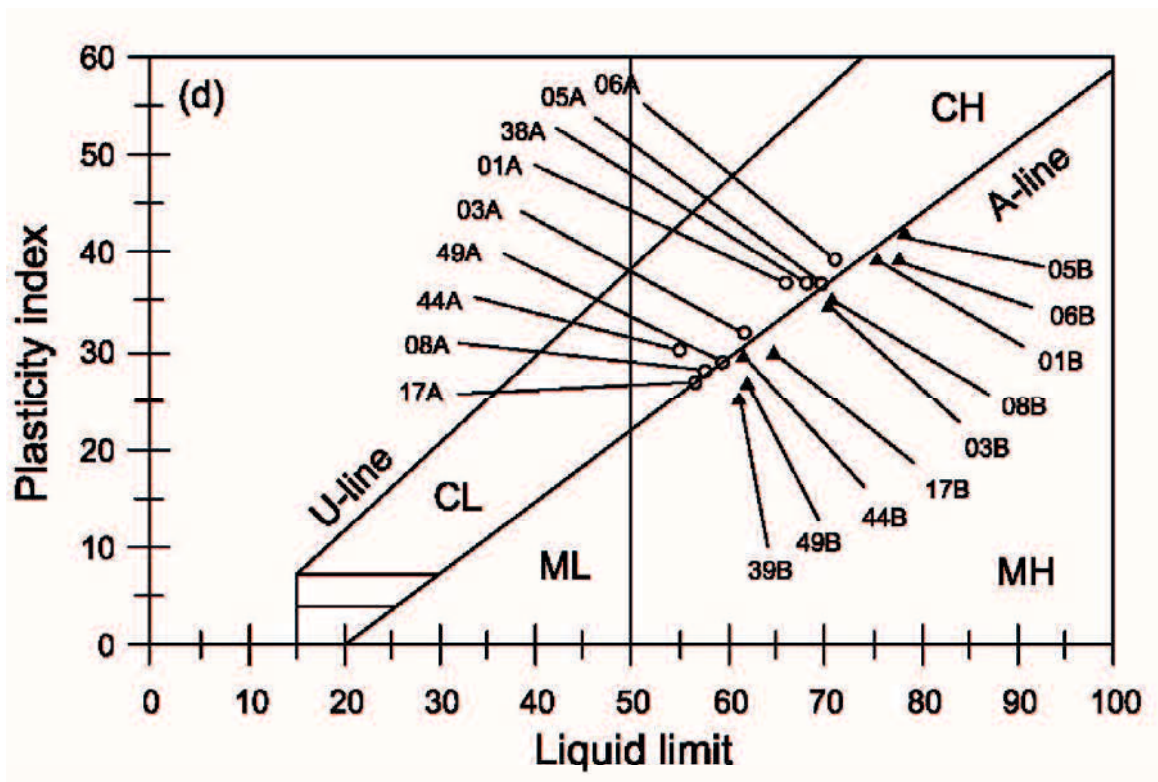 (d)
60
50
40
30
20
10
0
Plasticity index
06A
05A
38A
01A
03A
49A
44A
08A
17A
CH
A-line
05B
06B
01B
08B
03B
17B
44B
49B
39B
U-line
CL
ML
MH
0 10 20 30 40 50 60 70 80 90 100
Liquid limit